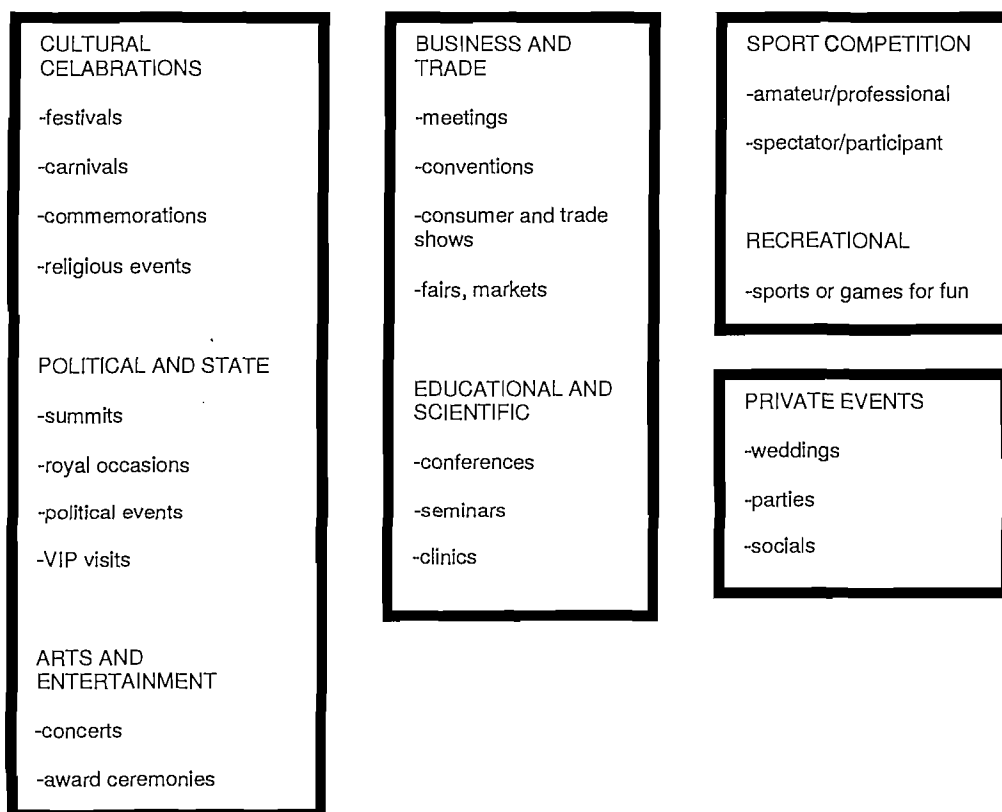 CULTURAL
CELABRATIONS
-festivals
-carnivals
-commemorations
-religious events
POLITICAL AND STATE
-summits
-royal occasions
-political events
-VIP visits
ARTS AND
ENTERTAINMENT
-concerts
-award ceremonies
BUSINESS AND
TRADE
-meetings
-conventions
-consumer and trade
shows
-fairs, markets
EDUCATIONAL AND
SCIENTIFIC
-conferences
-seminars
-clinics
SPORT COMPETITION
-amateur/professional
-spectator/participant
RECREATIONAL
-sports or games for fun
PRIVATE EVENTS
-weddings
-parties
-socials